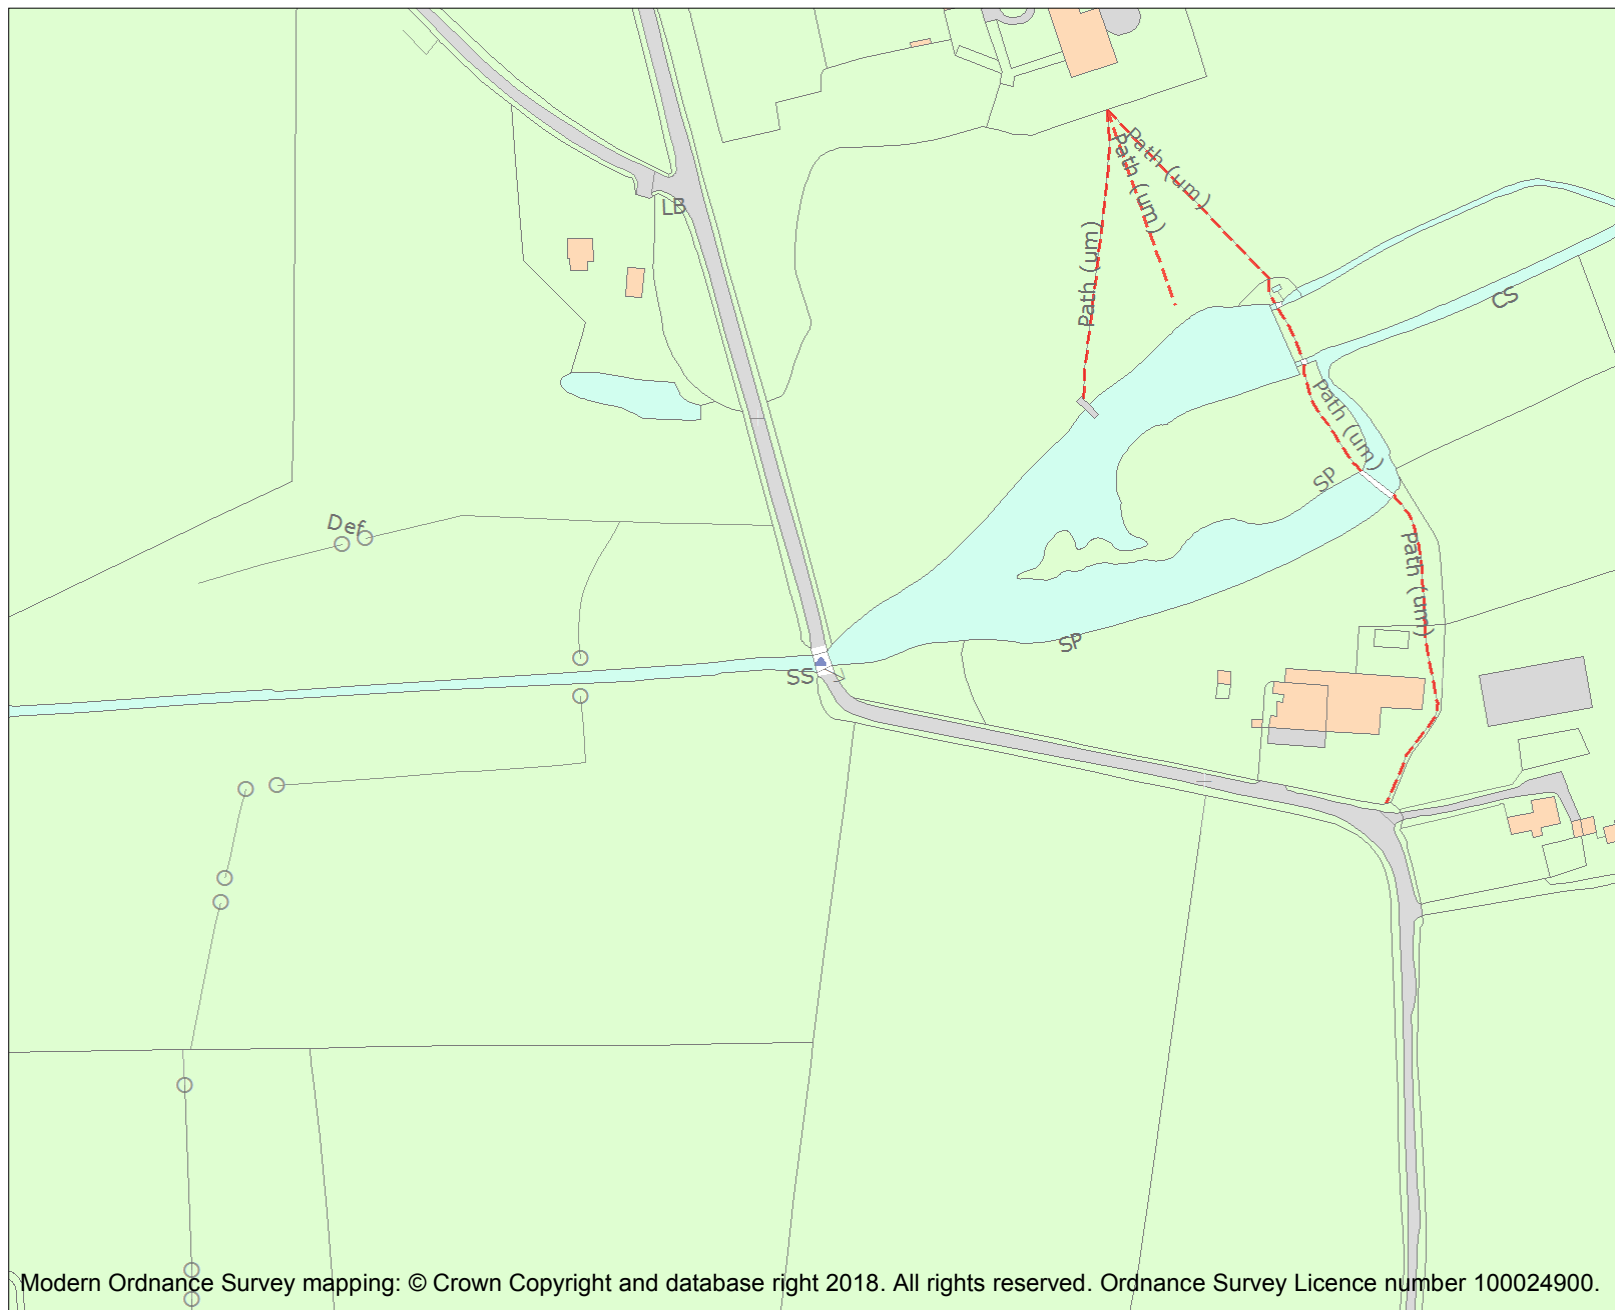 LB
Path (um)
Path (um)
Path (um)
CS
Path (um)
SP
Def
Path (um)
SP
SS
Modern Ordnance Survey mapping: © Crown Copyright and database right 2018. All rights reserved. Ordnance Survey Licence number 100024900.